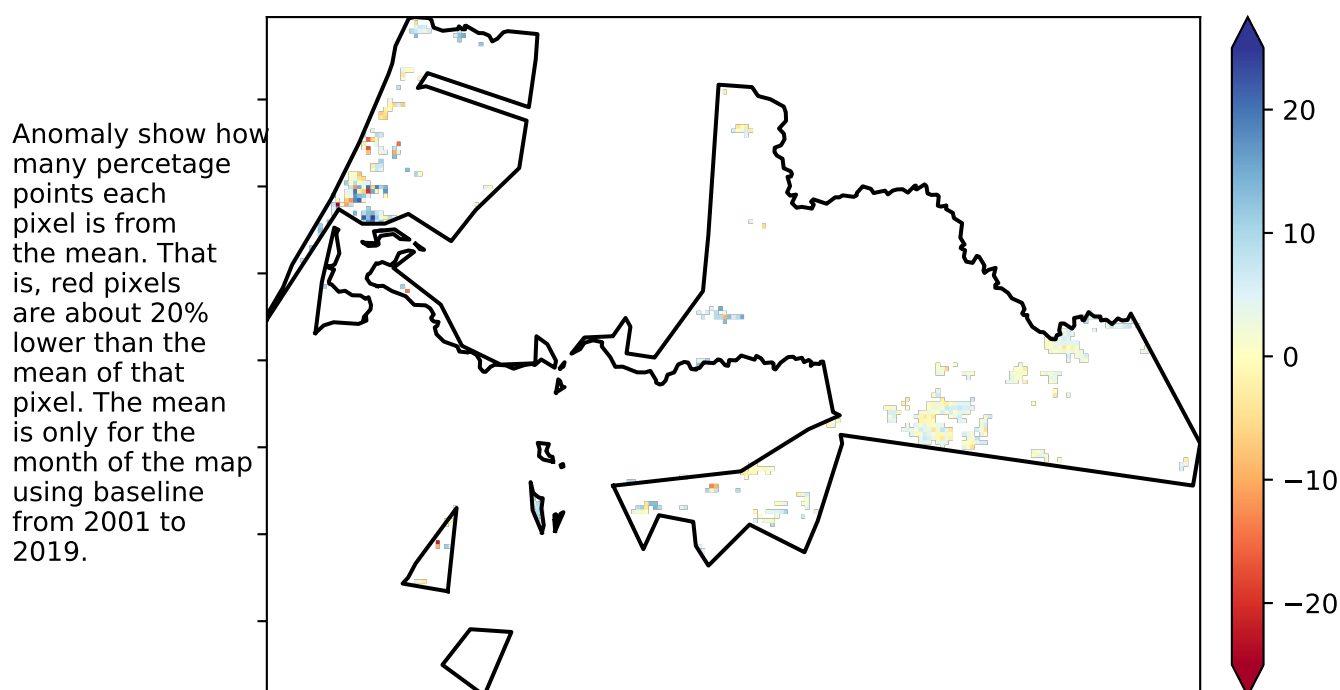 Anomaly show how
many percetage
points each
pixel is from
the mean. That
is, red pixels
are about 20%
lower than the
mean of that
pixel. The mean
is only for the
month of the map
using baseline
from 2001 to
2019.
20
10
0
−10
−20